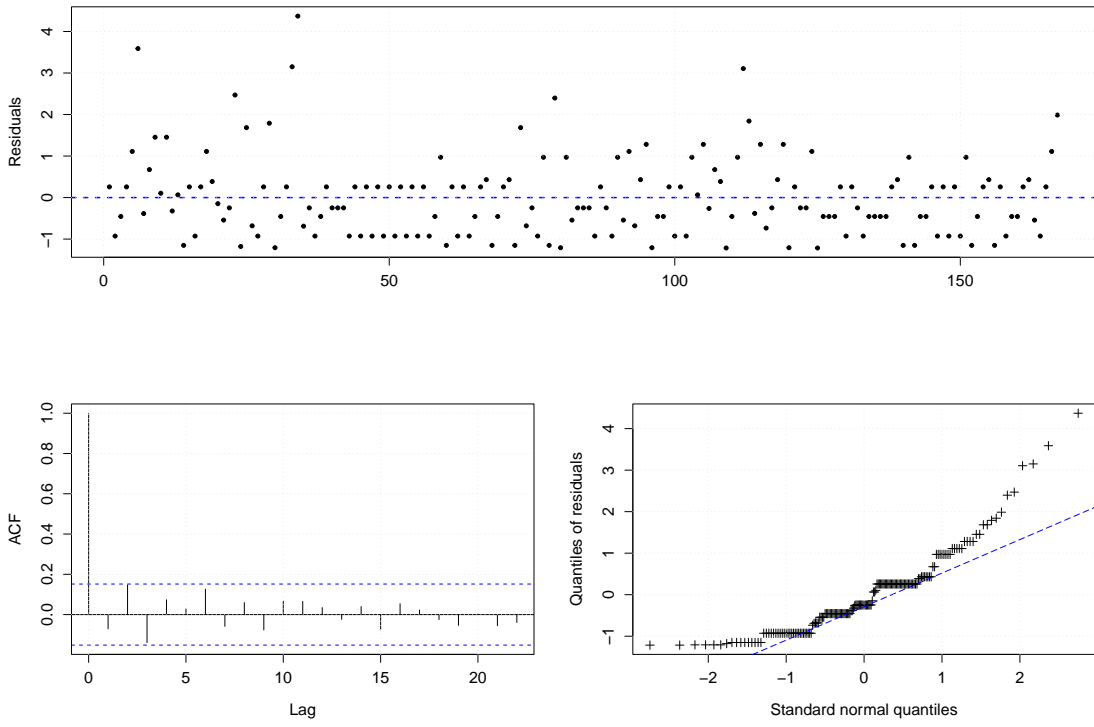 Residuals
4
3
2
1
0
−1
0 50 100 150
ACF
1.0
0.8
0.6
0.4
0.2
0.0
0 5 10 15 20
Lag
Quantiles of residuals
4
3
2
1
0
−1
−2 −1 0 1 2
Standard normal quantiles